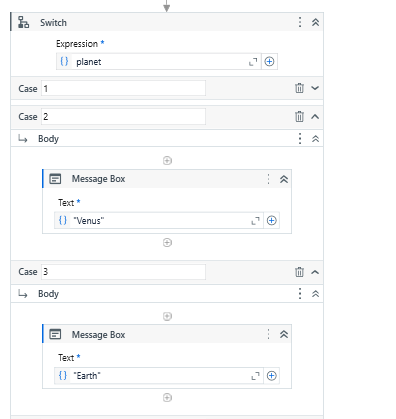 Switch
Expression *
{} planet
Case 1
Case 2
Body
Message Box
Text *
{} "Venus"
Case 3
Body
Message Box
Text *
{} "Earth"